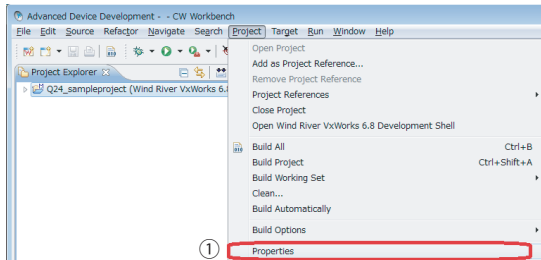 Advanced Device Development - - CW Workbench
File Edit Source Refactor Navigate Search Project Target Run Window Help
Open Project
Project Explorer
Add as Project Reference...
Remove Project Reference
Q24_sampleproject (Wind River VxWorks 6.
Project References
Close Project
Open Wind River VxWorks 6.8 Development Shell
Build All Ctrl+B
Build Project Ctrl+Shift+A
Build Working Set
Clean...
Build Automatically
Build Options
① Properties